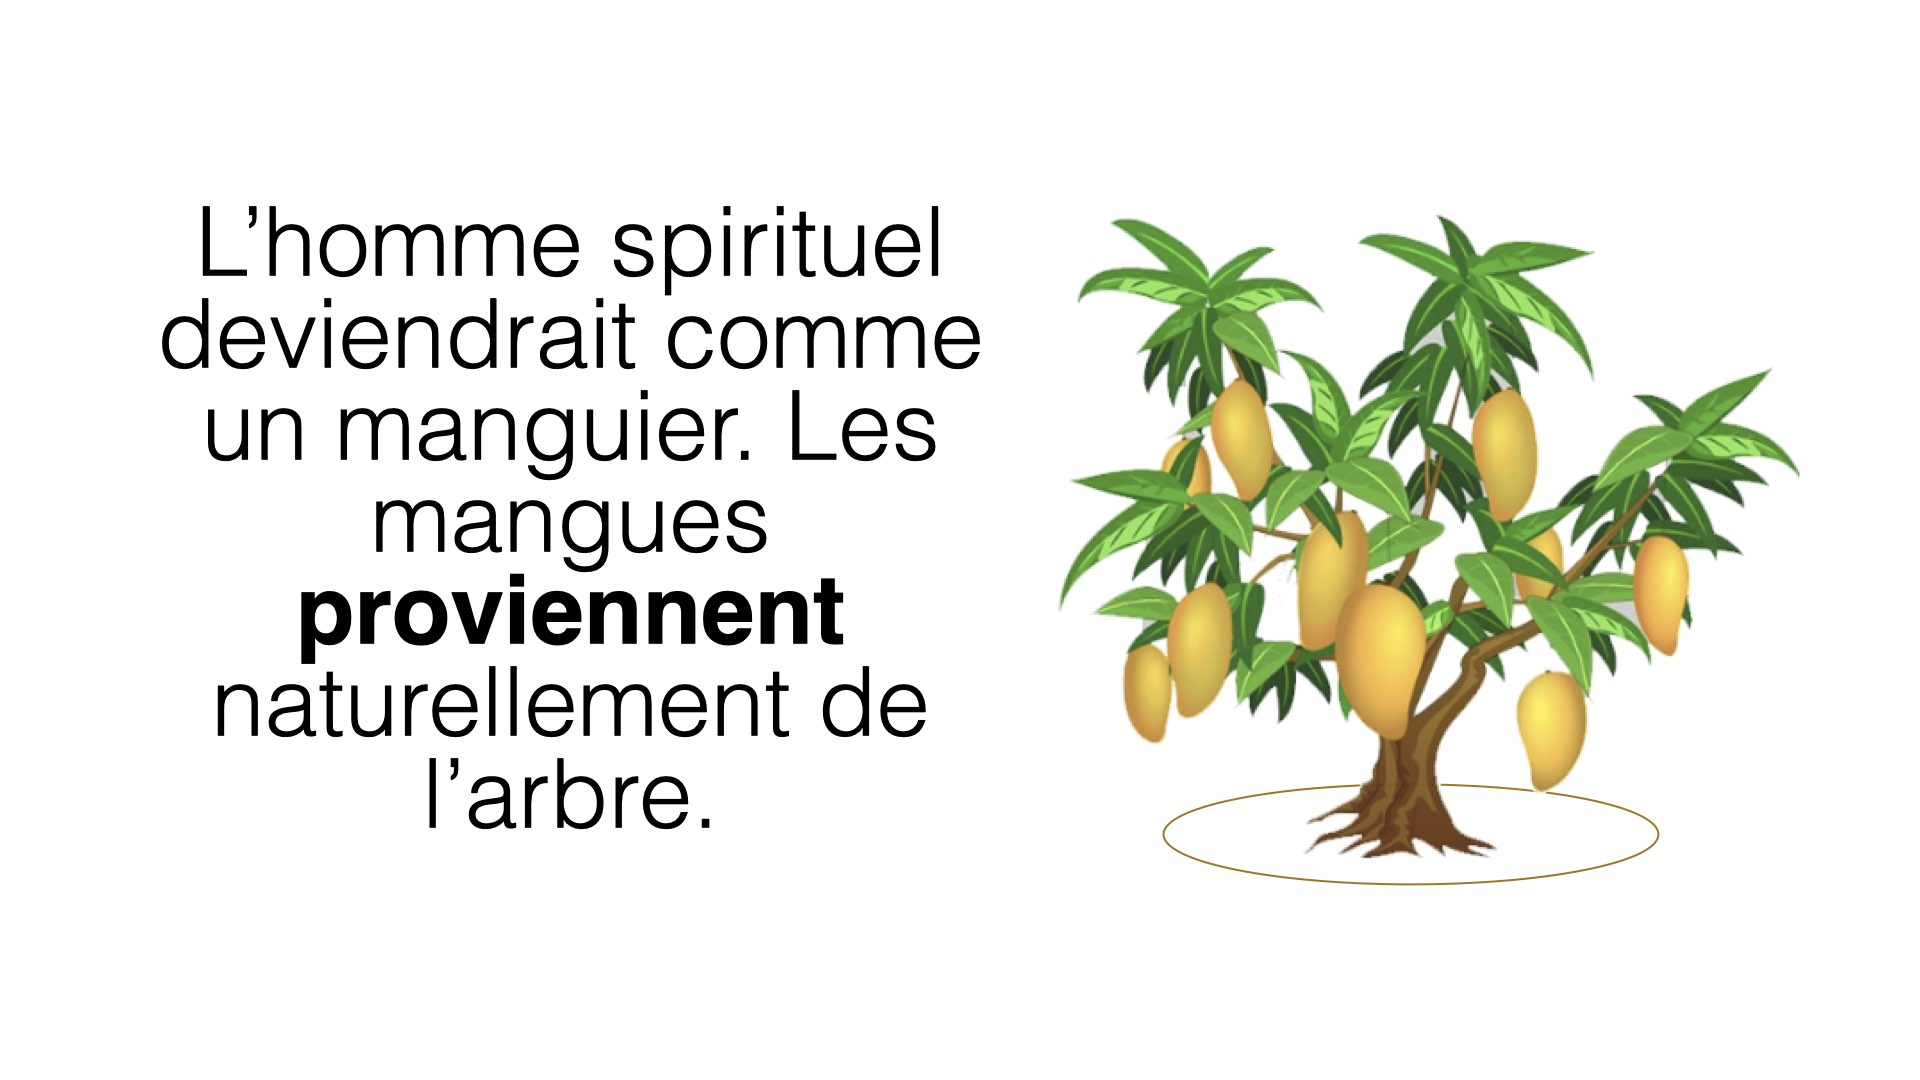 L’homme spirituel
deviendrait comme
un manguier. Les
mangues
proviennent
naturellement de
l’arbre.